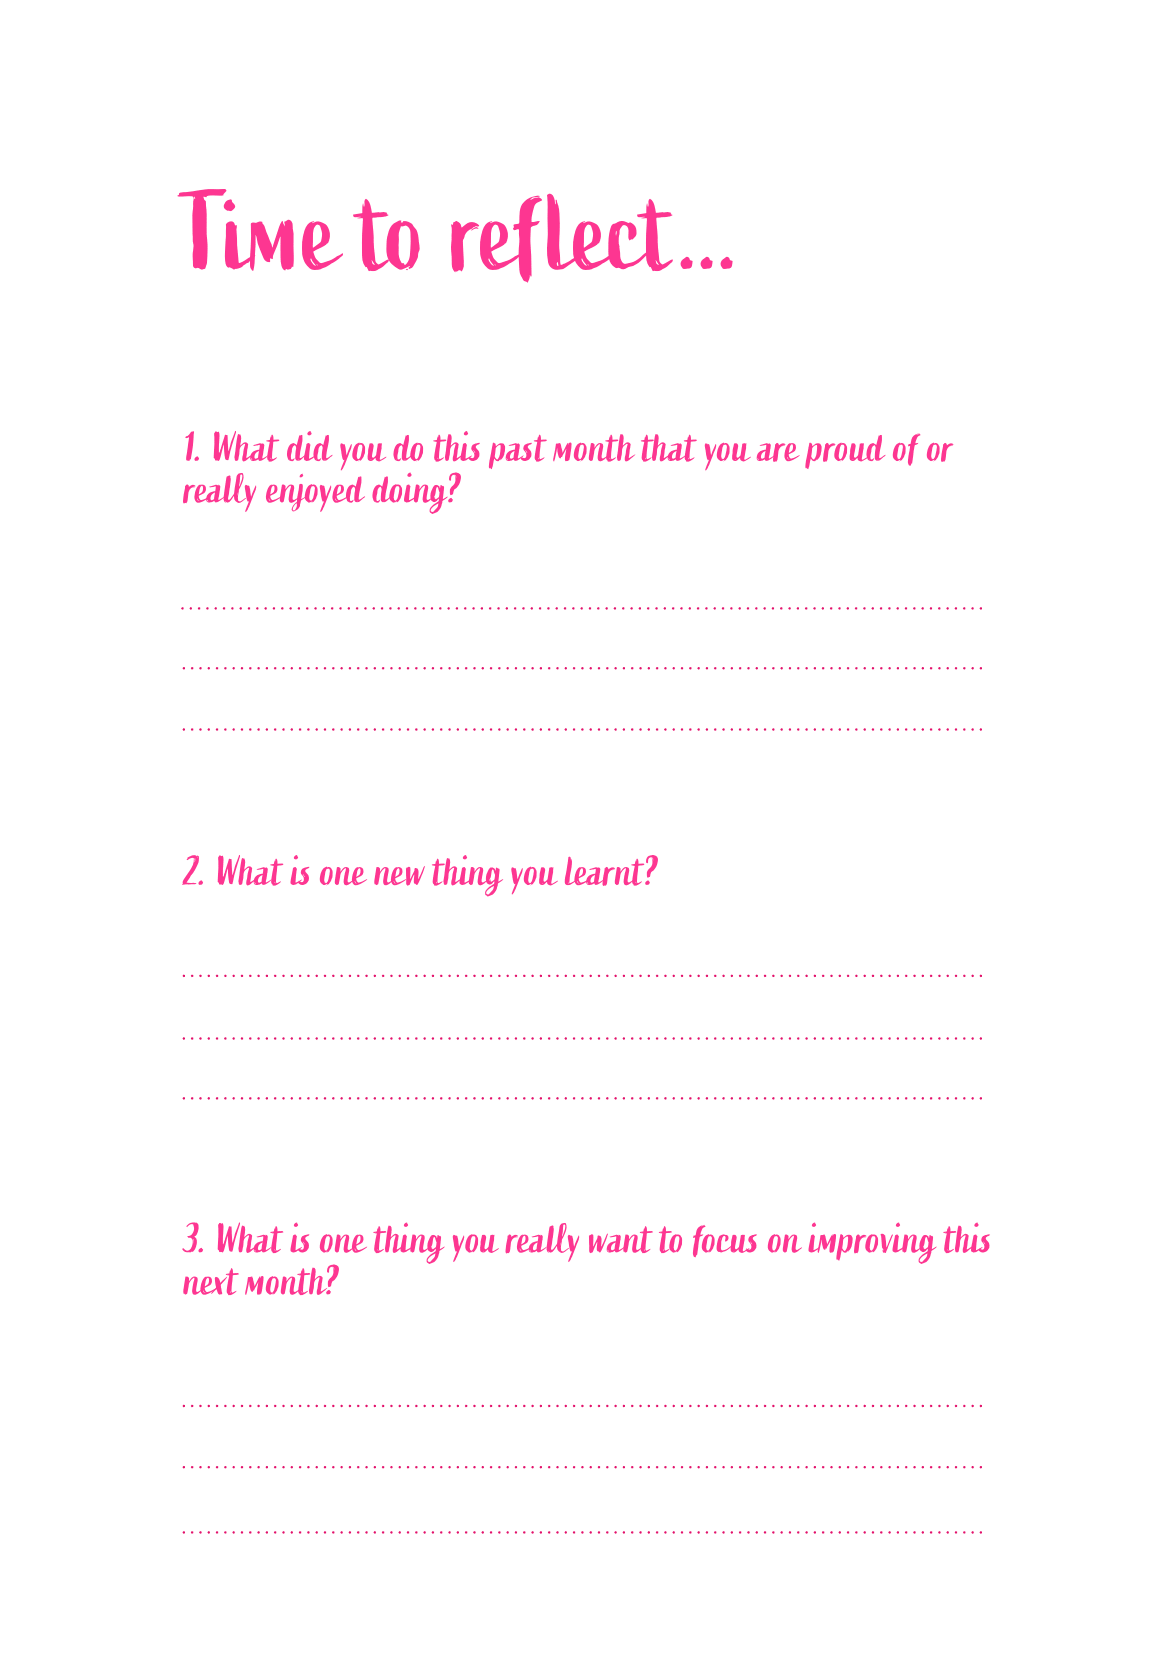 Time to reflect...
1. What did you do this past month that you are proud of or
really enjoyed doing?
2. What is one new thing you learnt?
3. What is one thing you really want to focus on improving this
next month?